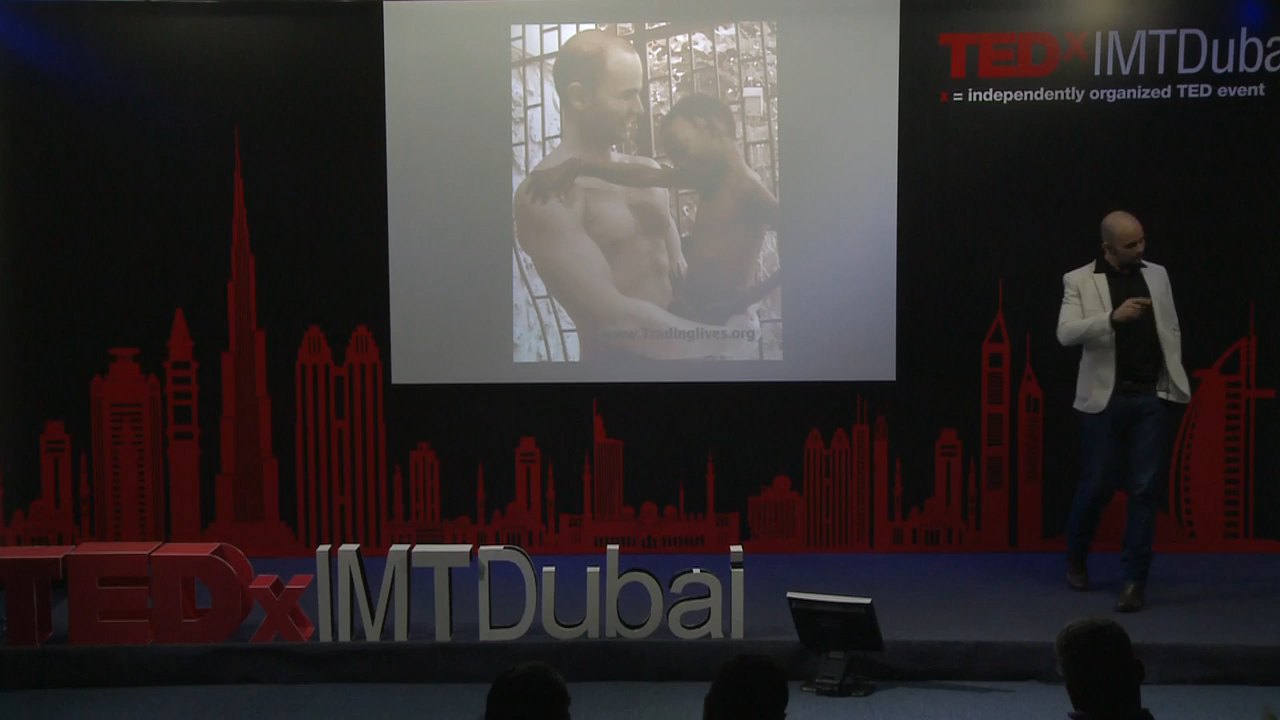 TEDxIMTDuba
x = independently organized TED event
www.Tradinglives.org
TEDxIMTDubai